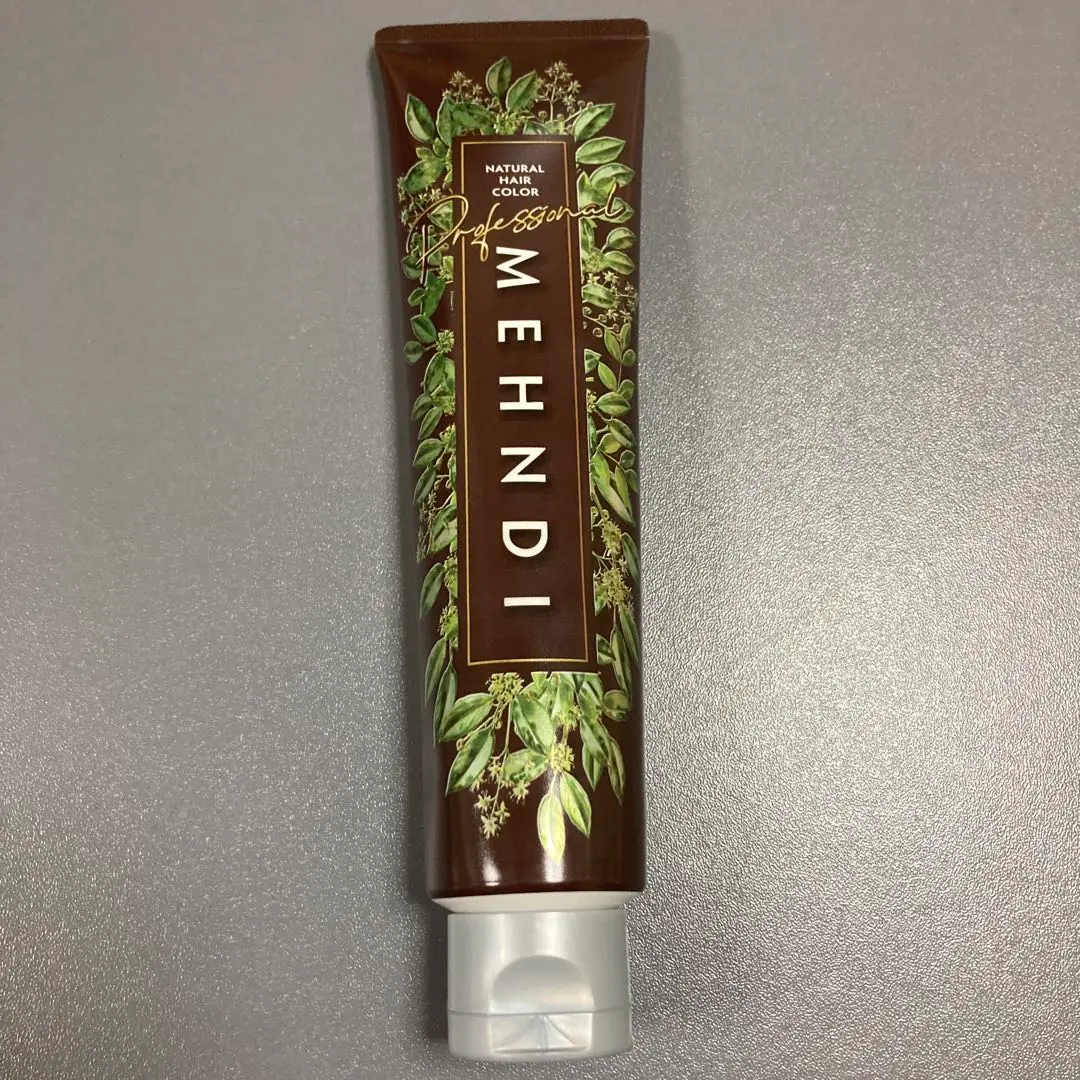 NATURAL
HAIR
COLOR
Professional
MEHNDI